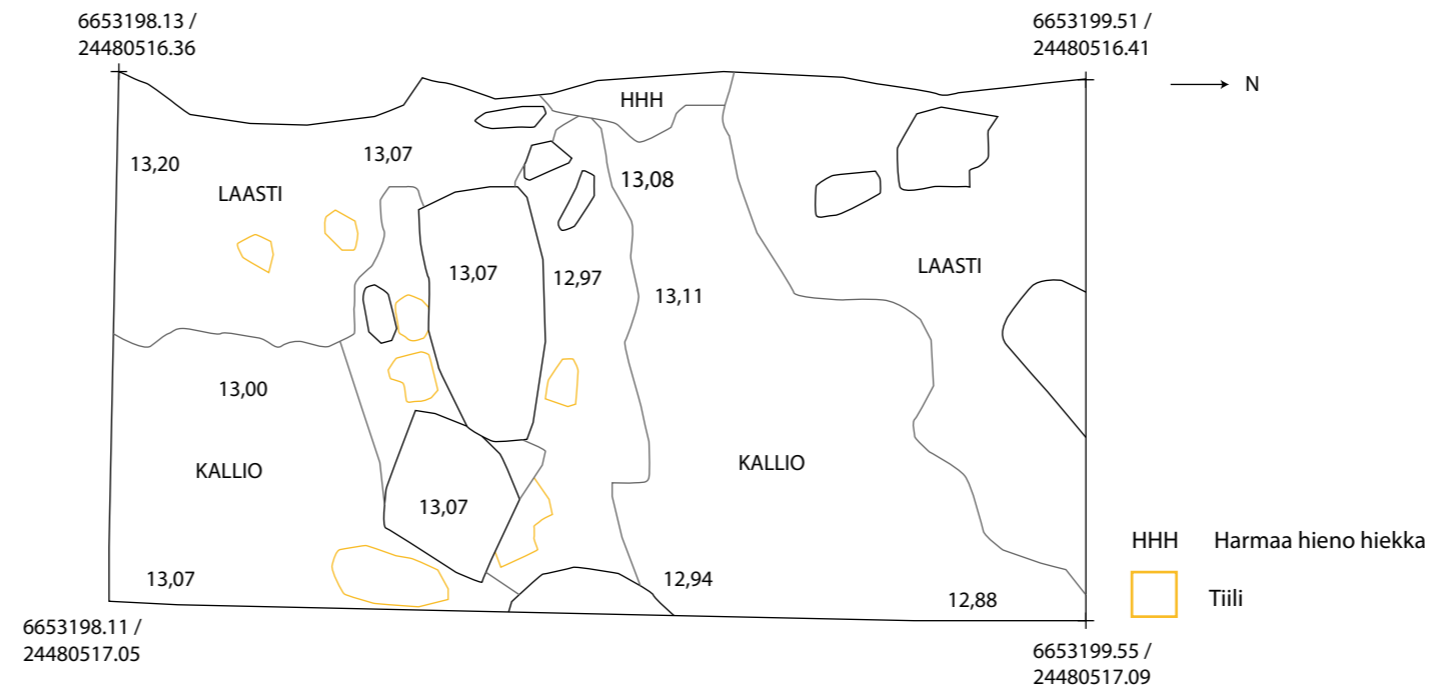 6653198.13 /
24480516.36
6653199.51 /
24480516.41
N
HHH
13,20
13,07
13,08
LAASTI
13,07
12,97
13,11
LAASTI
13,00
KALLIO
KALLIO
13,07
13,07
12,94
12,88
HHH Harmaa hieno hiekka
Tiili
6653198.11 /
24480517.05
6653199.55 /
24480517.09